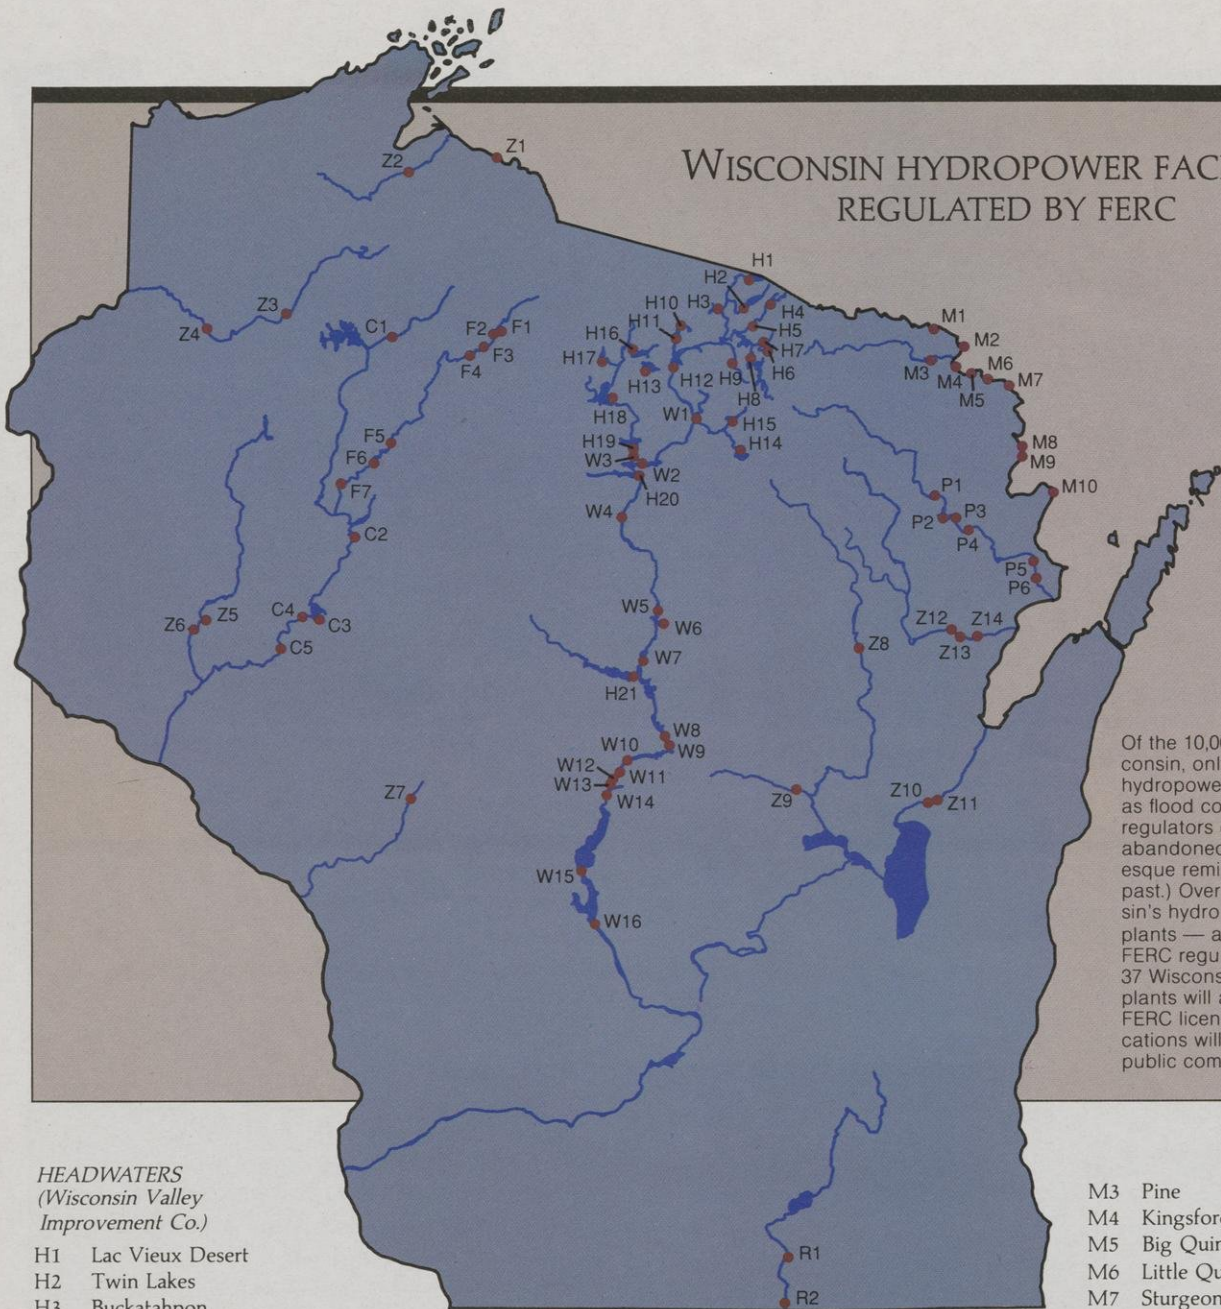 WISCONSIN HYDROPOWER FAC
REGULATED BY FERC
Z1
Z2
H1
H2
H3
H4
H10
H5
H11
H7
H6
H16
H17
H13
H12
H9
H8
H18
W1
H15
H14
H19
W3
W2
H20
W4
Z3
Z4
C1
F2
F1
F3
F4
F5
F6
F7
C2
M1
M2
M3
M4
M5
M6
M7
M8
M9
M10
P1
P2
P3
P4
P5
P6
W5
W6
W7
H21
Z5
Z6
C4
C3
C5
Z8
Z12
Z14
Z13
W8
W9
W10
W12
W11
W13
W14
Z7
Z9
Z10
Z11
W15
W16
R1
R2
Of the 10,00
consin, onl
hydropowe
as flood co
regulators
abandoned
esque remi
past.) Over
sin's hydro
plants — a
FERC regu
37 Wiscons
plants will a
FERC licen
cations will
public com
HEADWATERS
(Wisconsin Valley
Improvement Co.)
H1 Lac Vieux Desert
H2 Twin Lakes
H3 Buckatahpon
M3 Pine
M4 Kingsford
M5 Big Quin
M6 Little Qu
M7 Sturgeon